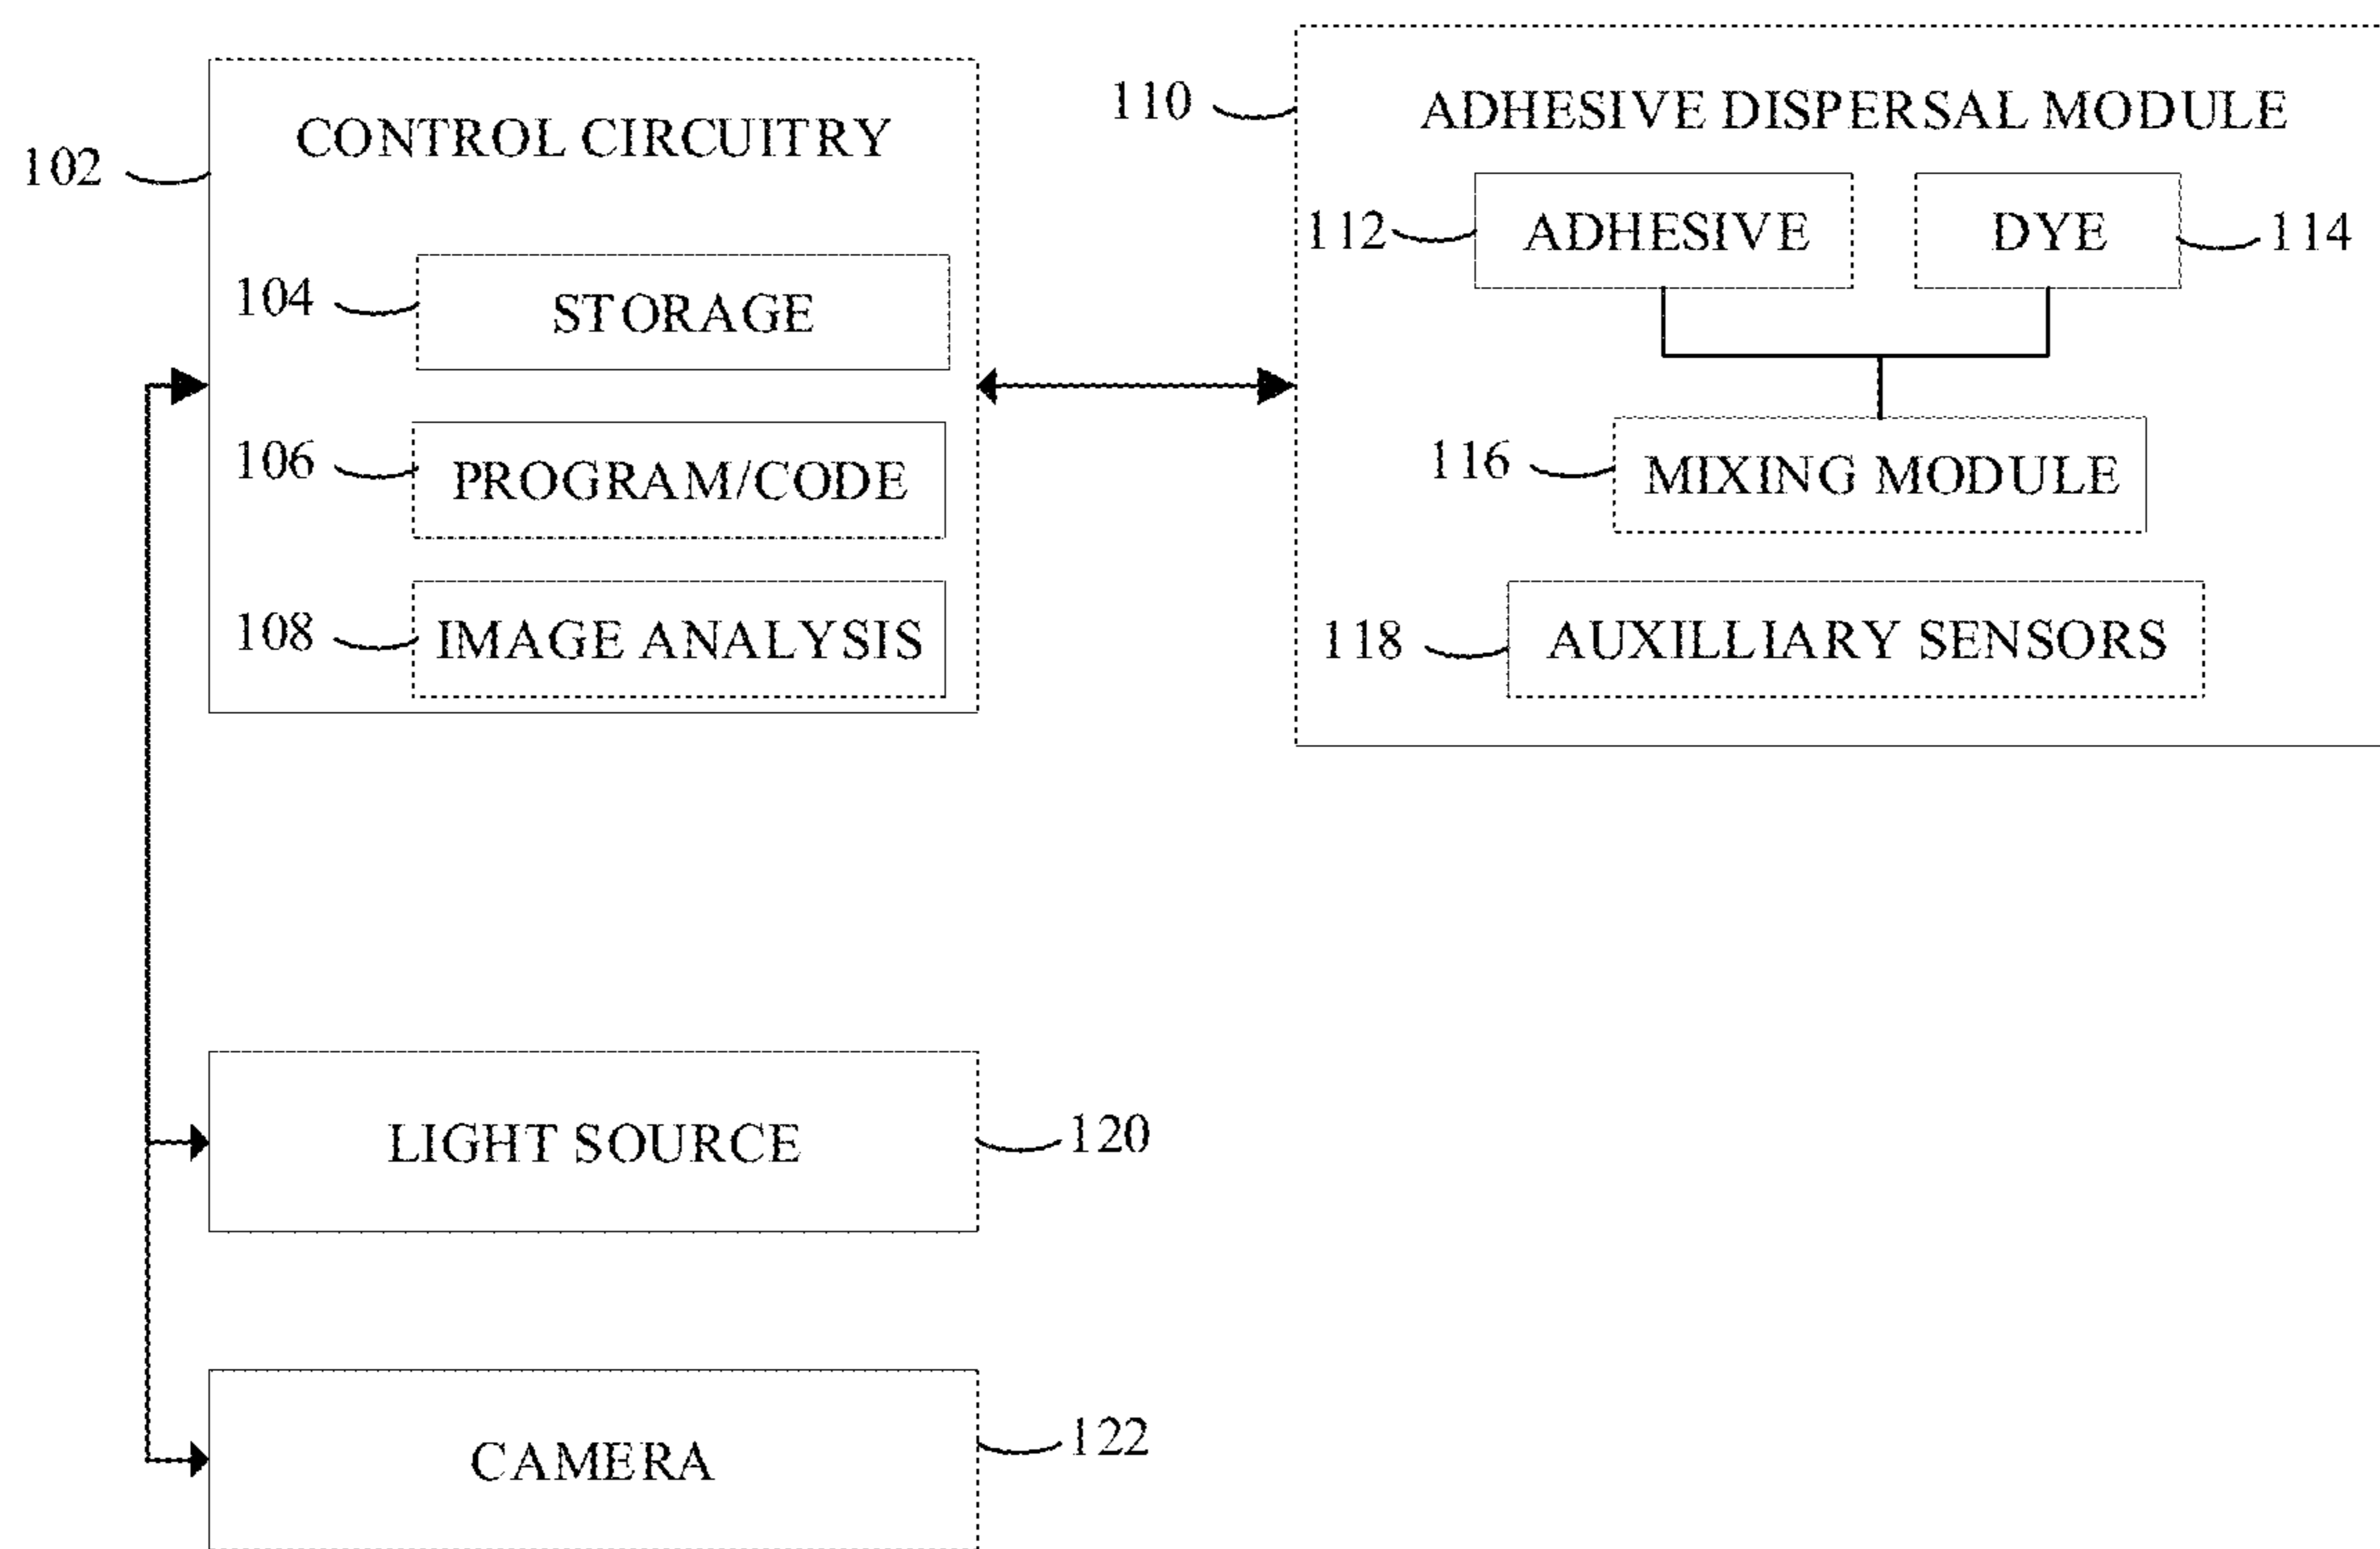 CONTROL CIRCUITRY
102
104
STORAGE
106
PROGRAM/CODE
108
IMAGE ANALYSIS
110
ADHESIVE DISPERSAL MODULE
112
ADHESIVE
DYE
114
116
MIXING MODULE
118
AUXILLIARY SENSORS
LIGHT SOURCE
120
CAMERA
122